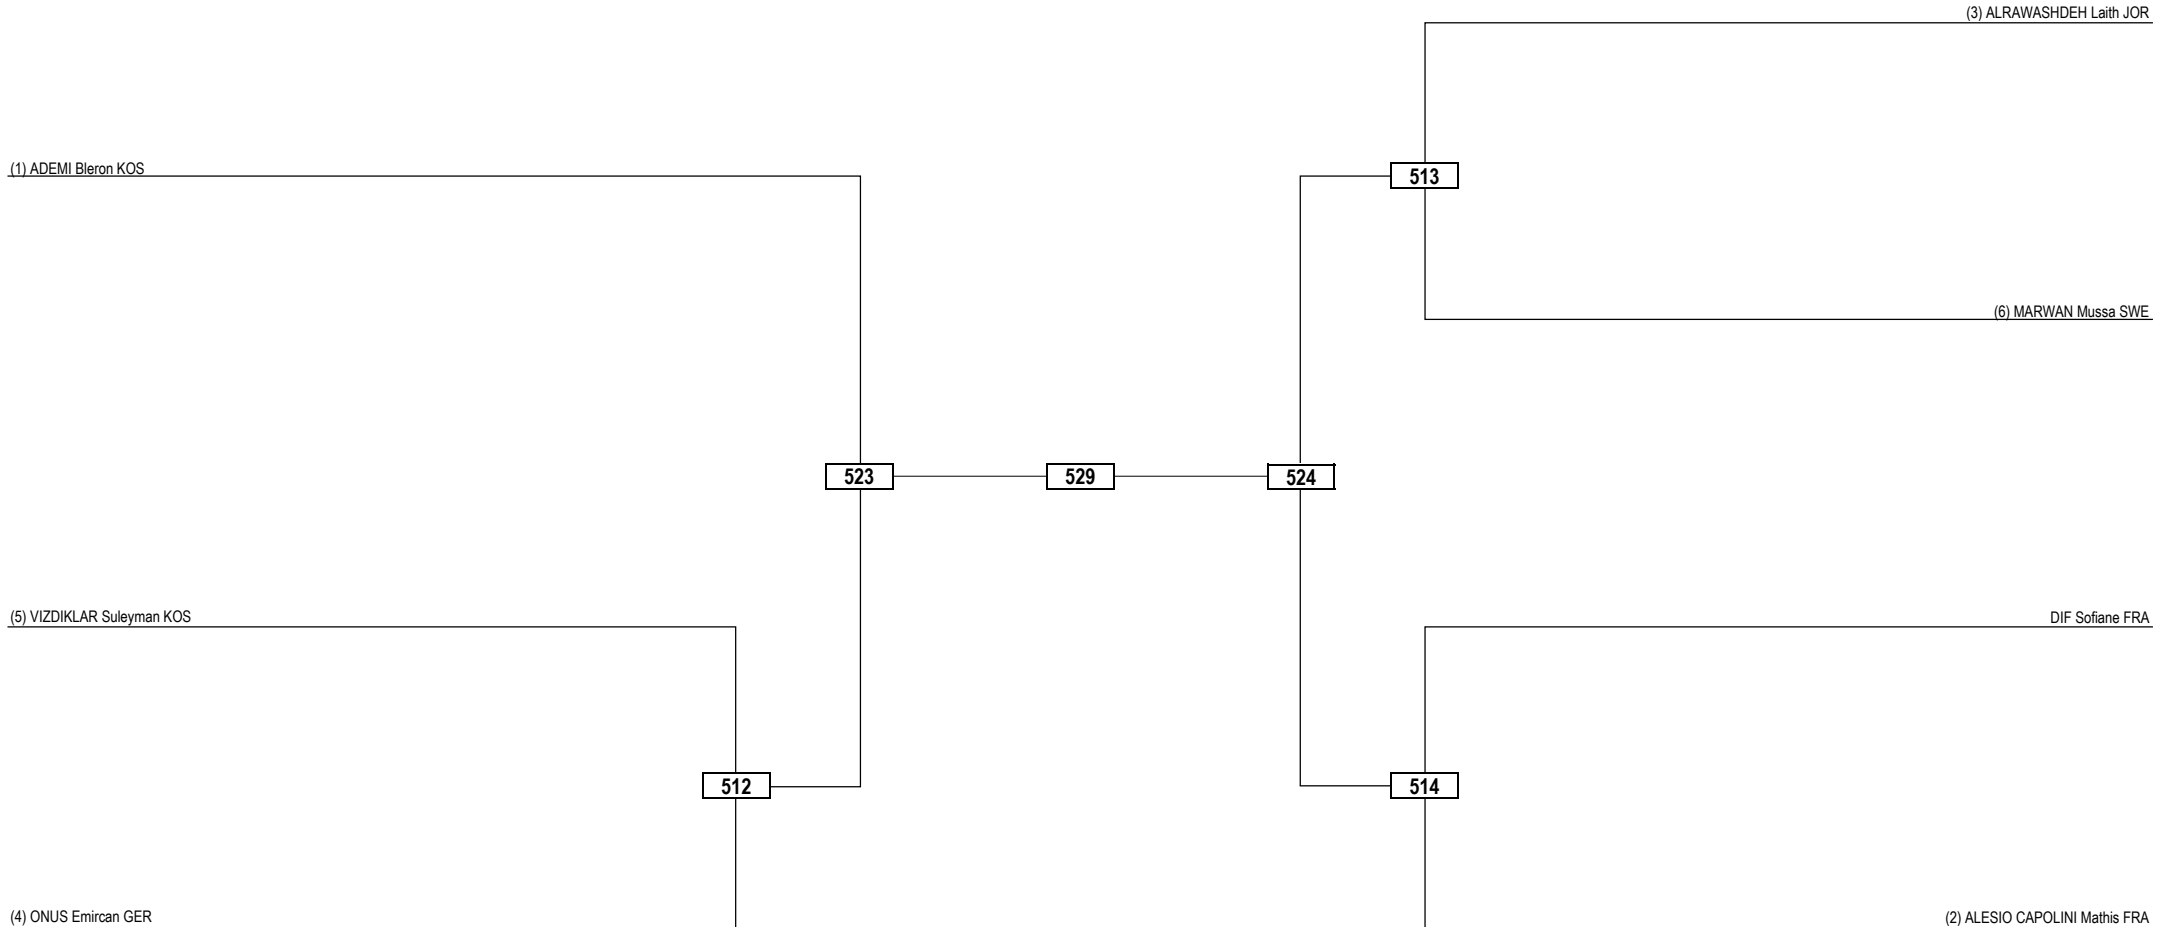 (3) ALRAWASHDEH Laith JOR
(1) ADEMI Bleron KOS
513
(6) MARWAN Mussa SWE
523
529
524
(5) VIZDIKLAR Suleyman KOS
DIF Sofiane FRA
512
514
(4) ONUS Emircan GER
(2) ALESIO CAPOLINI Mathis FRA